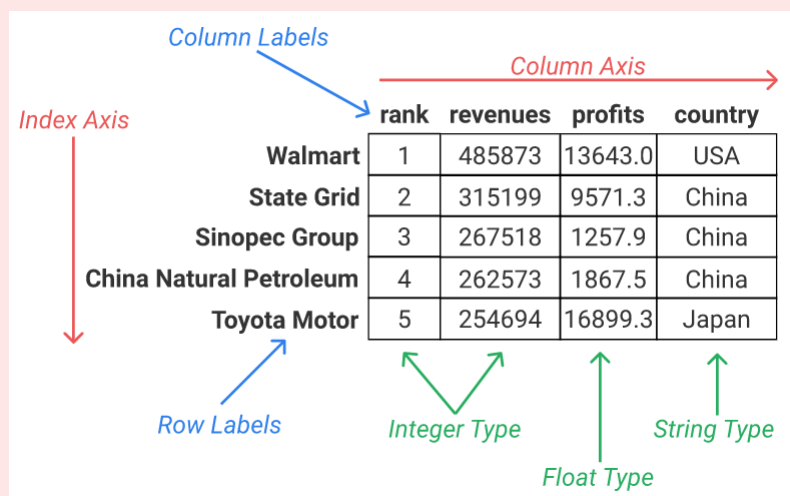 Column Labels
Column Axis
Index Axis
rank revenues profits country
Walmart 1 485873 13643.0 USA
State Grid 2 315199 9571.3 China
Sinopec Group 3 267518 1257.9 China
China Natural Petroleum 4 262573 1867.5 China
Toyota Motor 5 254694 16899.3 Japan
Row Labels
Integer Type
String Type
Float Type